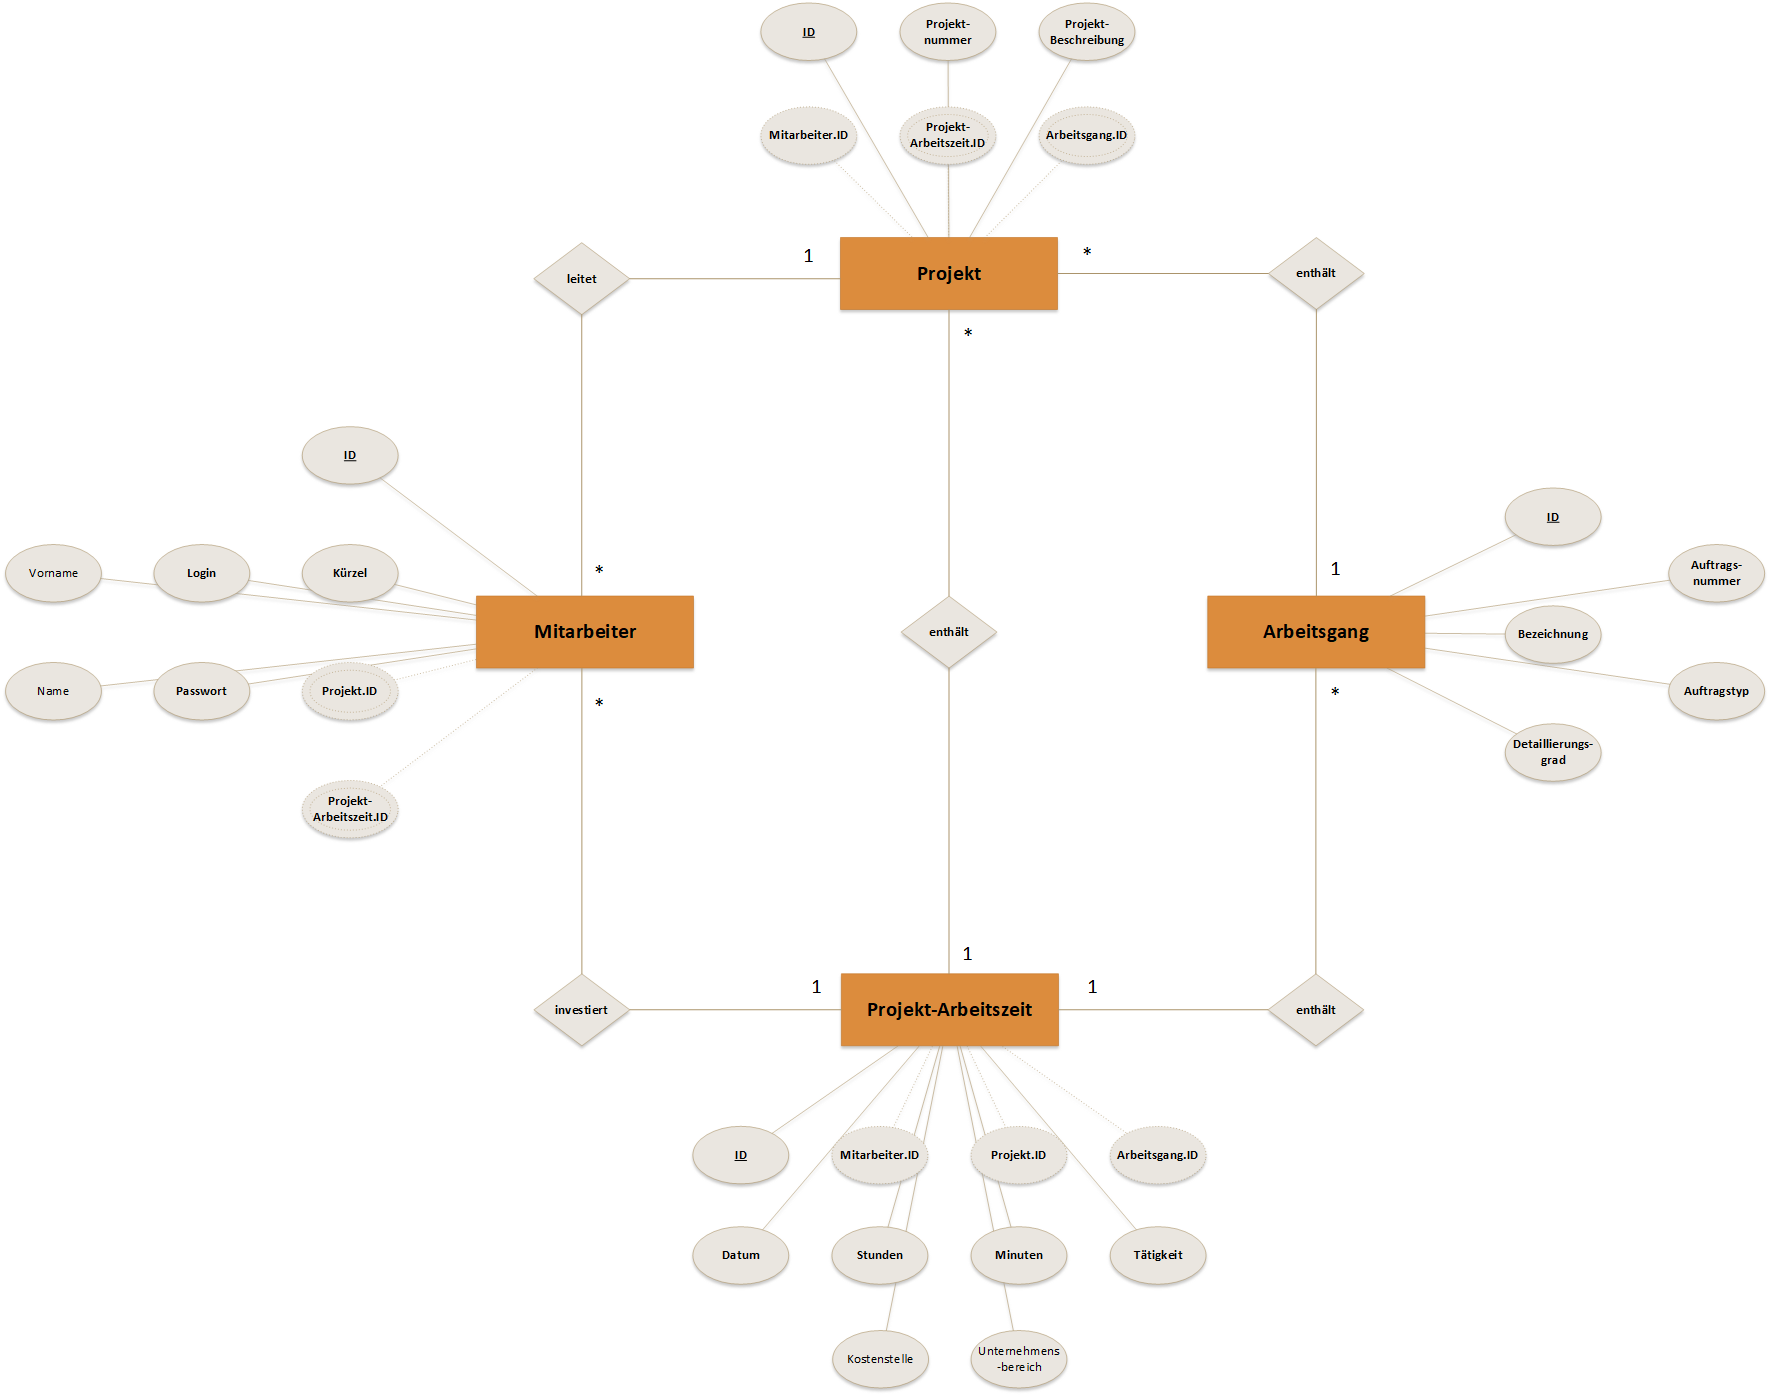 ID
Projekt-
nummer
Projekt-
Beschreibung
Mitarbeiter.ID
Projekt-
Arbeitszeit.ID
Arbeitsgang.ID
leitet
1
Projekt
*
enthält
*
ID
*
1
ID
Vorname
Login
Kürzel
Auftrags-
nummer
Mitarbeiter
enthält
Arbeitsgang
Bezeichnung
Name
Passwort
Projekt.ID
*
*
Auftragstyp
Detaillierungs-
grad
Projekt-
Arbeitszeit.ID
1
investiert
1
Projekt-Arbeitszeit
1
enthält
ID
Mitarbeiter.ID
Projekt.ID
Arbeitsgang.ID
Datum
Stunden
Minuten
Tätigkeit
Kostenstelle
Unternehmens
-bereich